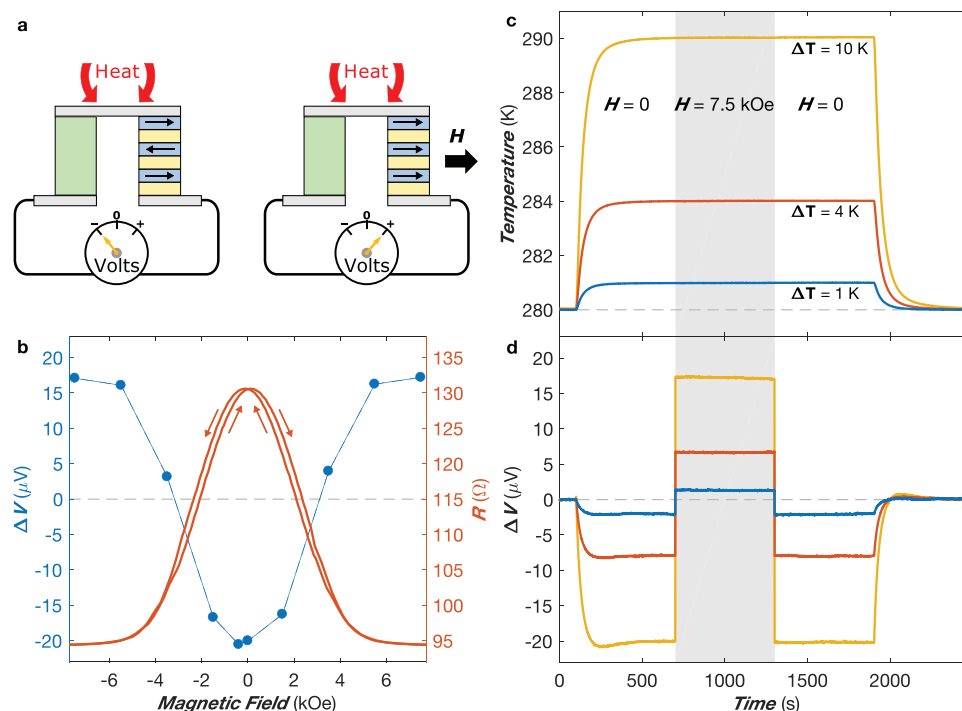 a
Heat
Heat
H
− 0 +
Volts
− 0 +
Volts
b
ΔV (μV)
20
15
10
5
0
-5
-10
-15
-20
135
130
125
120
115
110
105
100
95
R (Ω)
-6 -4 -2 0 2 4 6
Magnetic Field (kOe)
c
Temperature (K)
290
288
286
284
282
280
ΔT = 10 K
H = 0 H = 7.5 kOe H = 0
ΔT = 4 K
ΔT = 1 K
d
ΔV (μV)
20
15
10
5
0
-5
-10
-15
-20
0 500 1000 1500 2000
Time (s)